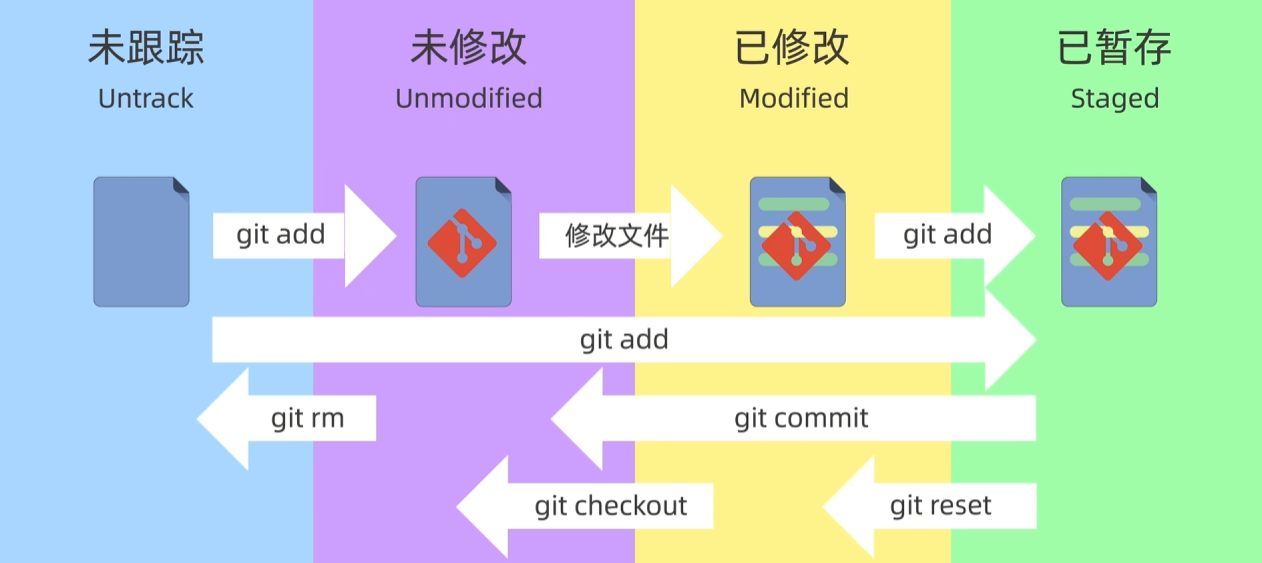 未跟踪
Untrack
未修改
Unmodified
已修改
Modified
已暂存
Staged
git add
修改文件
git add
git add
git rm
git commit
git checkout
git reset